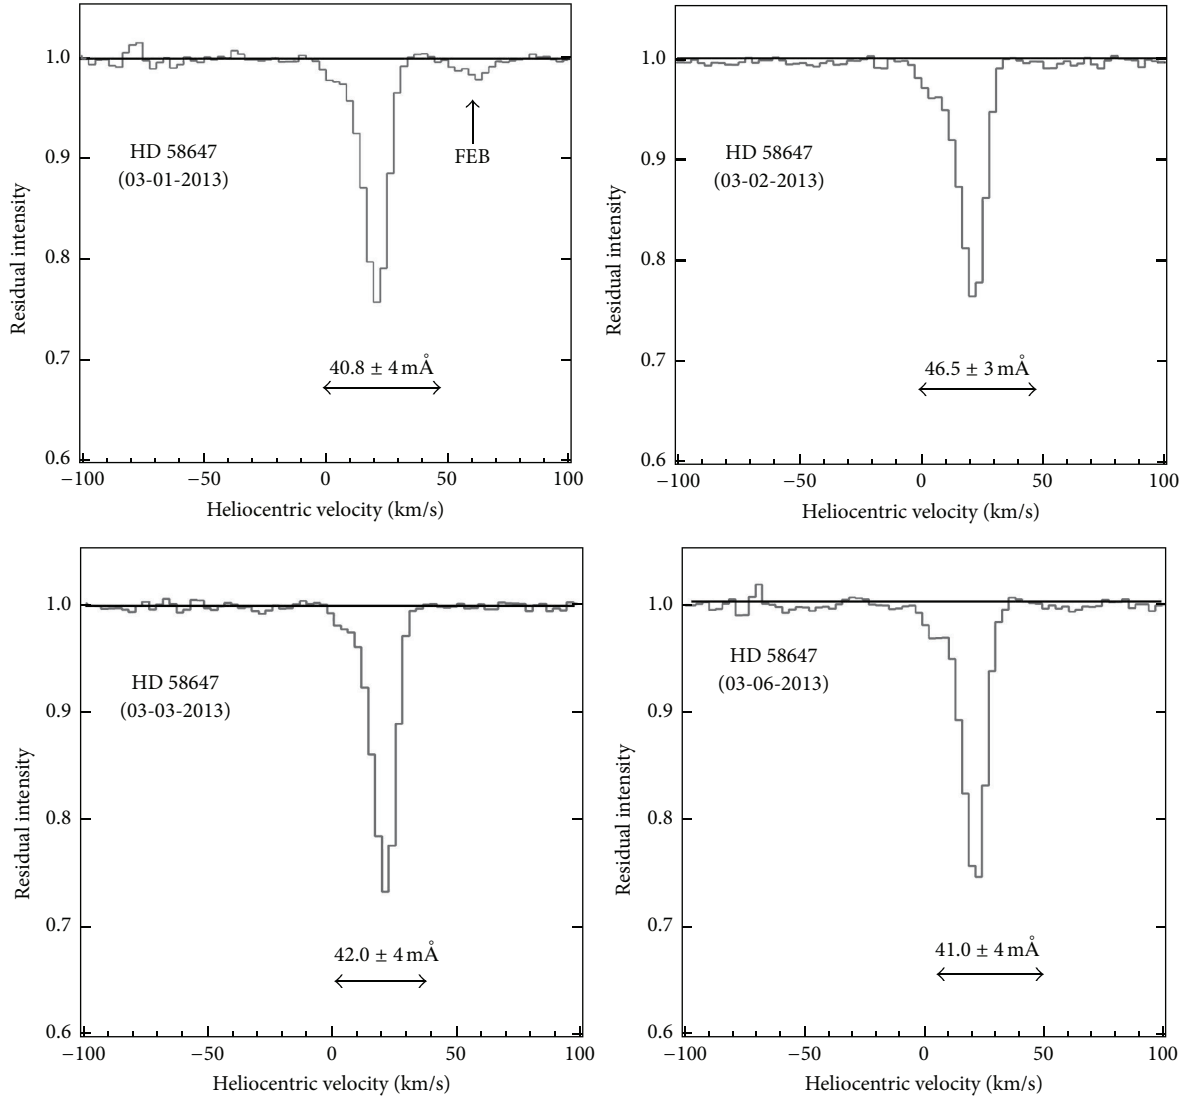 1.0
0.9
0.8
0.7
0.6
Residual intensity
HD 58647
(03-01-2013)
FEB
40.8 ± 4 mÅ
−100 −50 0 50 100
Heliocentric velocity (km/s)
1.0
0.9
0.8
0.7
0.6
Residual intensity
HD 58647
(03-02-2013)
46.5 ± 3 mÅ
−100 −50 0 50 100
Heliocentric velocity (km/s)
1.0
0.9
0.8
0.7
0.6
Residual intensity
HD 58647
(03-03-2013)
42.0 ± 4 mÅ
−100 −50 0 50 100
Heliocentric velocity (km/s)
1.0
0.9
0.8
0.7
0.6
Residual intensity
HD 58647
(03-06-2013)
41.0 ± 4 mÅ
−100 −50 0 50 100
Heliocentric velocity (km/s)